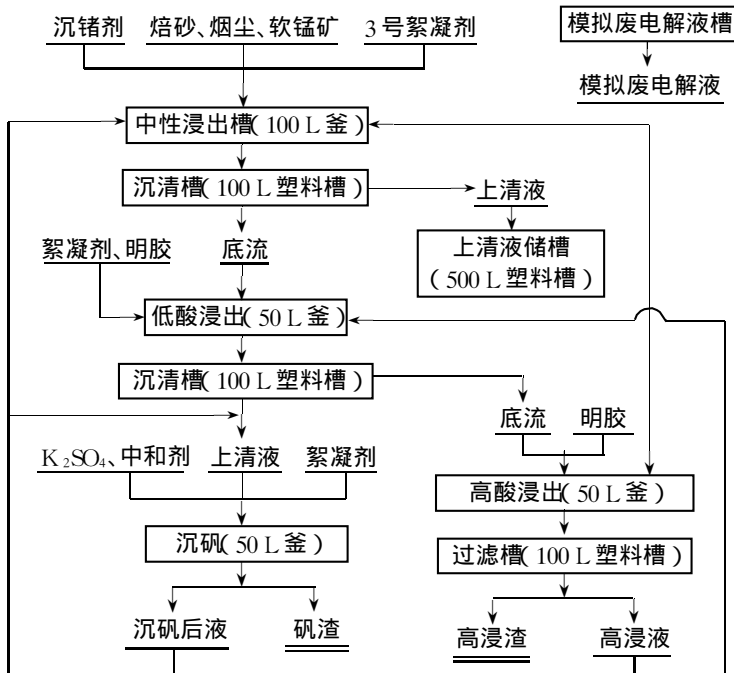 沉锗剂 焙砂、烟尘、软锰矿 3号絮凝剂
模拟废电解液槽
模拟废电解液
中性浸出槽(100 L釜)
沉清槽(100 L塑料槽)
上清液
絮凝剂、明胶
底流
上清液储槽
(500 L塑料槽)
低酸浸出(50 L釜)
沉清槽(100 L塑料槽)
底流 明胶
K₂SO₄、中和剂 上清液 絮凝剂
高酸浸出(50 L釜)
沉矾(50 L釜)
过滤槽(100 L塑料槽)
沉矾后液 矾渣
高浸渣 高浸液